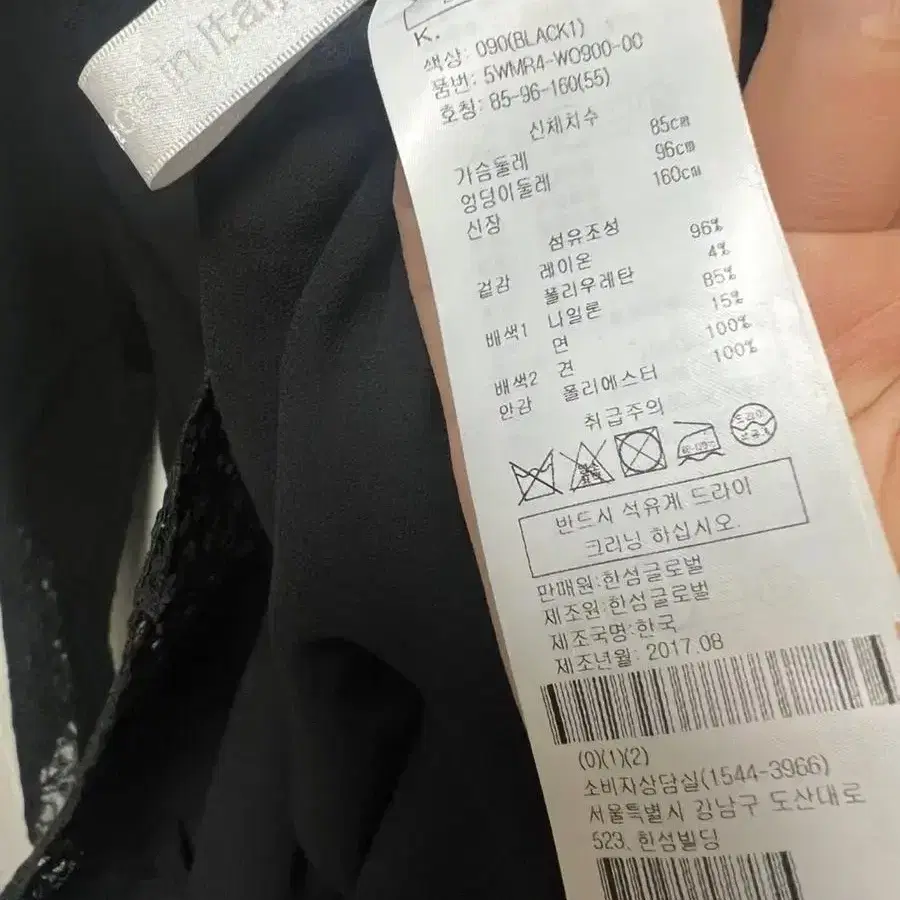 in Italy
K.
색상: 090(BLACK1)
품번: 5WMR4-WO900-00
호칭: 85-96-160(55)
신체치수
가슴둘레 85cm
엉덩이둘레 96cm
신장 160cm
섬유조성
겉감 레이온 96%
폴리우레탄 4%
배색1 나일론 85%
면 15%
배색2 견 100%
안감 폴리에스터 100%
취급주의
드라이
반드시 석유계 드라이
크리닝 하십시오.
판매원:한섬글로벌
제조원:한섬글로벌
제조국명:한국
제조년월: 2017.08
(0)(1)(2)
소비자상담실(1544-3966)
서울특별시 강남구 도산대로
523, 한섬빌딩